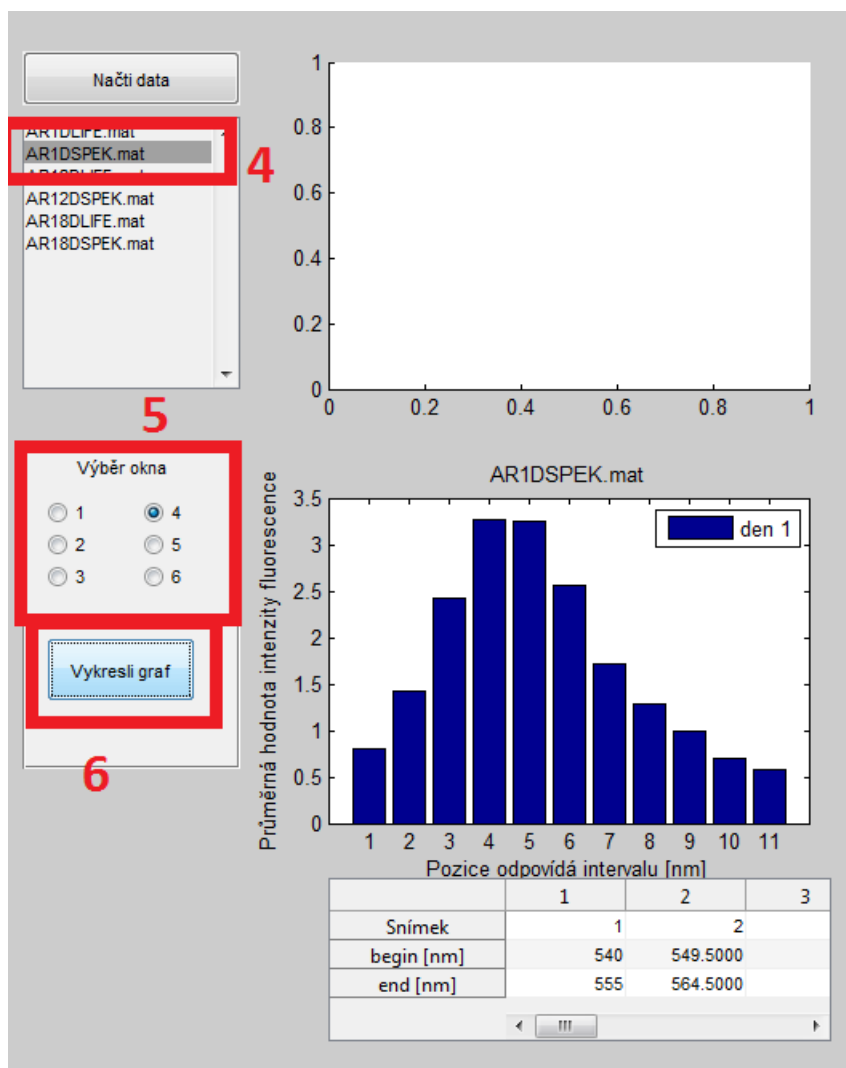 Načti data
AR1DLIFE.mat
AR1DSPEK.mat
AR12DSPEK.mat
AR18DLIFE.mat
AR18DSPEK.mat
4
5
Výběr okna
1 4
2 5
3 6
Vykresli graf
6
1
0.8
0.6
0.4
0.2
0
0 0.2 0.4 0.6 0.8 1
AR1DSPEK.mat
den 1
Průměrná hodnota intenzity fluorescence
3.5
3
2.5
2
1.5
1
0.5
0
1 2 3 4 5 6 7 8 9 10 11
Pozice odpovídá intervalu [nm]
1 2 3
Snímek 1 2
begin [nm] 540 549.5000
end [nm] 555 564.5000